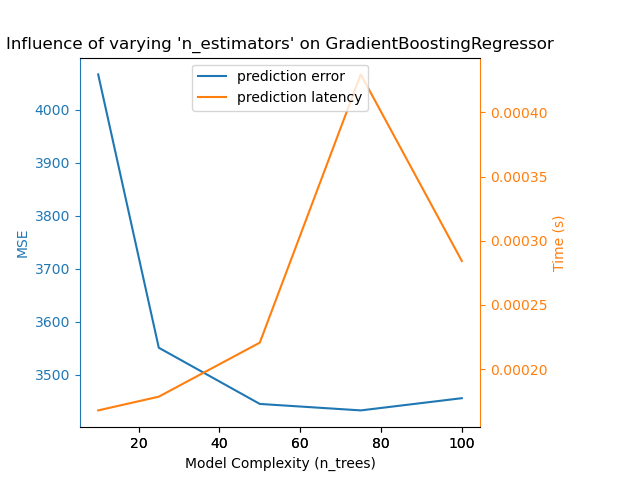 Influence of varying 'n_estimators' on GradientBoostingRegressor
prediction error
prediction latency
4000
3900
3800
3700
3600
3500
MSE
0.00040
0.00035
0.00030
0.00025
0.00020
Time (s)
20
40
60
80
100
Model Complexity (n_trees)